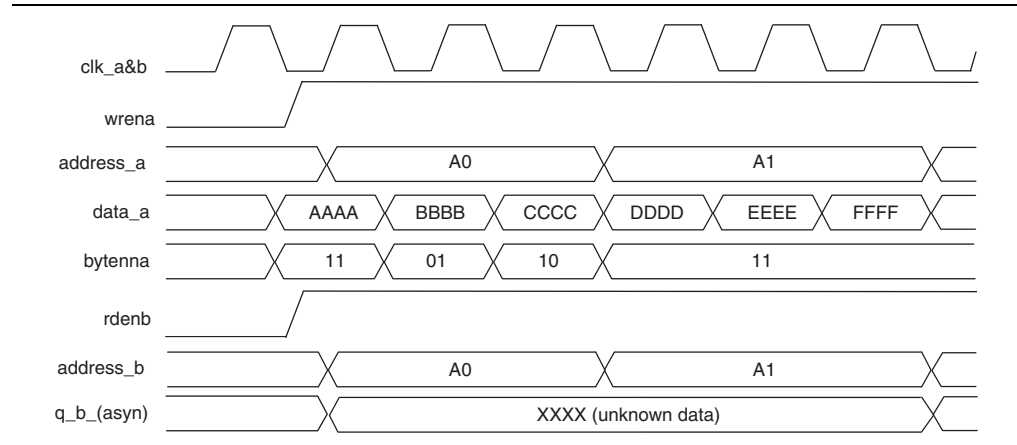 clk_a&b
wrena
address_a A0 A1
data_a AAAA BBBB CCCC DDDD EEEE FFFF
bytenna 11 01 10 11
rdenb
address_b A0 A1
q_b_(asyn) XXXX (unknown data)